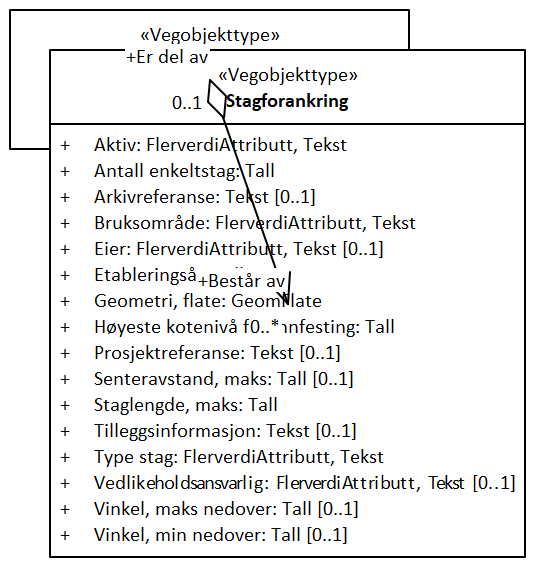 «Vegobjekttype»
+Er del av
«Vegobjekttype»
0..1
Stagforankring
+ Aktiv: FlerverdiAttributt, Tekst
+ Antall enkeltstag: Tall
+ Arkivreferanse: Tekst [0..1]
+ Bruksområde: FlerverdiAttributt, Tekst
+ Eier: FlerverdiAttributt, Tekst [0..1]
+
+Består av
+ Geometri, flate: GeomFlate
+ Høyeste kotenivå 0..* Tall
+ Prosjektreferanse: Tekst [0..1]
+ Senteravstand, maks: Tall [0..1]
+ Staglengde, maks: Tall
+ Tilleggsinformasjon: Tekst [0..1]
+ Type stag: FlerverdiAttributt, Tekst
+ Vedlikeholdsansvarlig: FlerverdiAttributt, Tekst [0..1]
+ Vinkel, maks nedover: Tall [0..1]
+ Vinkel, min nedover: Tall [0..1]